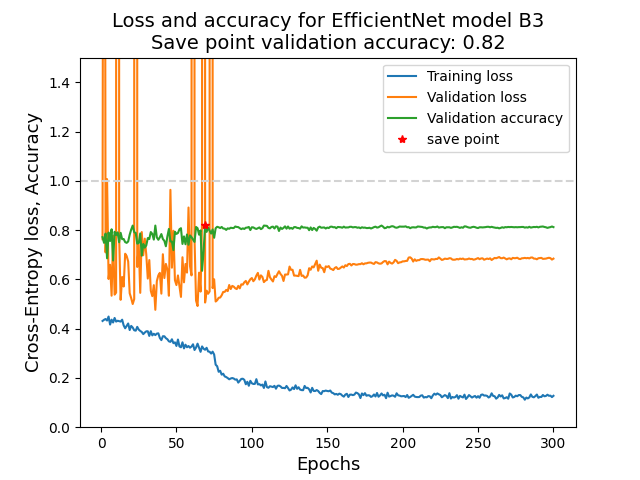 Loss and accuracy for EfficientNet model B3
Save point validation accuracy: 0.82
Training loss
Validation loss
Validation accuracy
save point
Cross-Entropy loss, Accuracy
1.4
1.2
1.0
0.8
0.6
0.4
0.2
0.0
0 50 100 150 200 250 300
Epochs